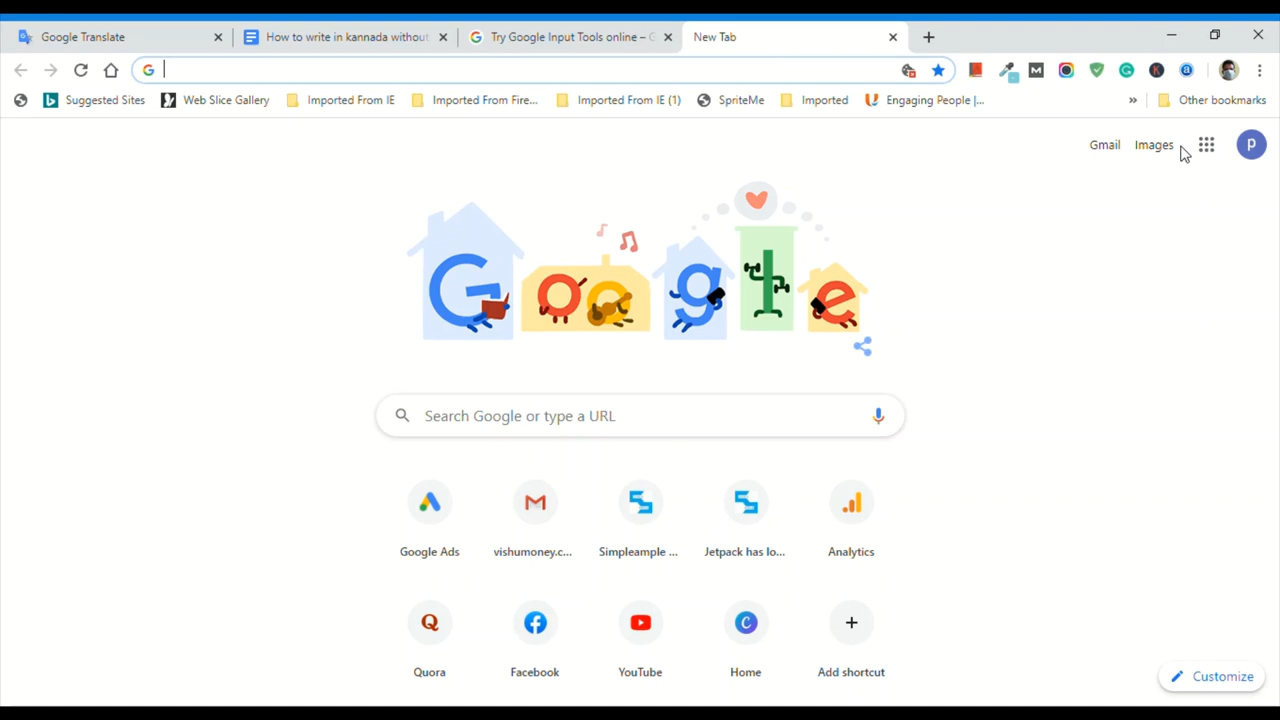 Google Translate
How to write in kannada without
Try Google Input Tools online – G
New Tab
Suggested Sites
Web Slice Gallery
Imported From IE
Imported From Fire...
Imported From IE (1)
SpriteMe
Imported
Engaging People |...
Other bookmarks
Gmail
Images
p
Google
Search Google or type a URL
Google Ads
vishumoney.c...
Simpleample ...
Jetpack has lo...
Analytics
Quora
Facebook
YouTube
Home
Add shortcut
Customize